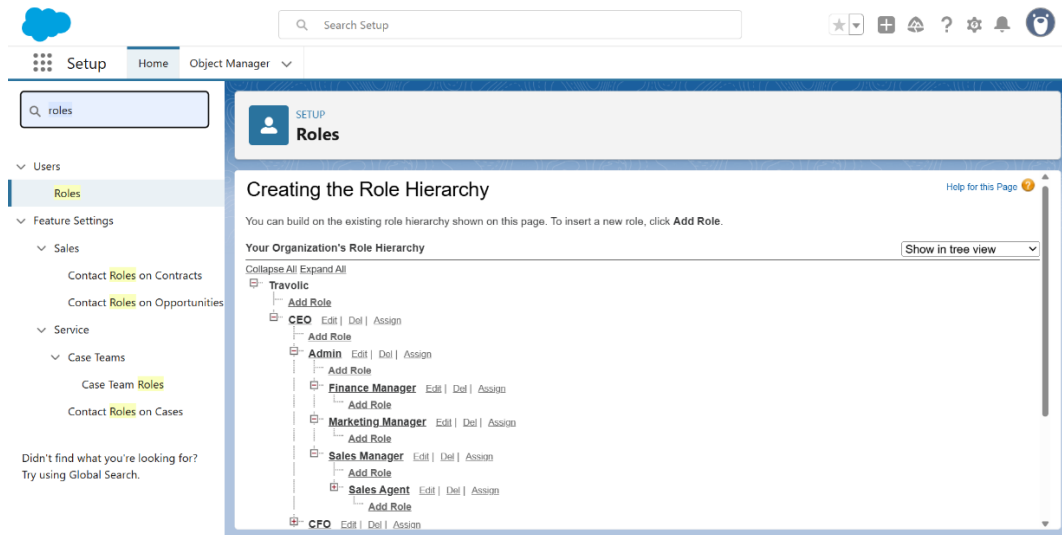 Search Setup
Setup
Home
Object Manager
roles
Users
Roles
Feature Settings
Sales
Contact Roles on Contracts
Contact Roles on Opportunities
Service
Case Teams
Case Team Roles
Contact Roles on Cases
Didn't find what you're looking for?
Try using Global Search.
SETUP
Roles
Creating the Role Hierarchy
Help for this Page ?
You can build on the existing role hierarchy shown on this page. To insert a new role, click Add Role.
Your Organization's Role Hierarchy
Show in tree view
Collapse All Expand All
Travolic
Add Role
CEO Edit | Del | Assign
Add Role
Admin Edit | Del | Assign
Add Role
Finance Manager Edit | Del | Assign
Add Role
Marketing Manager Edit | Del | Assign
Add Role
Sales Manager Edit | Del | Assign
Add Role
Sales Agent Edit | Del | Assign
Add Role
CFO Edit | Del | Assign